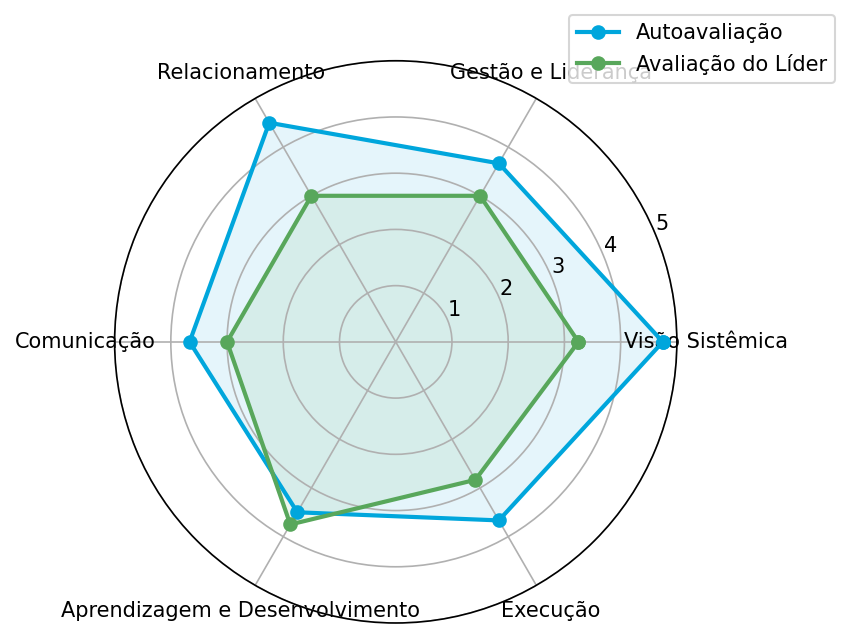 Autoavaliação
Avaliação do Líder
Relacionamento
Gestão e Liderança
5
4
3
2
1
Comunicação
Visão Sistêmica
Aprendizagem e Desenvolvimento
Execução